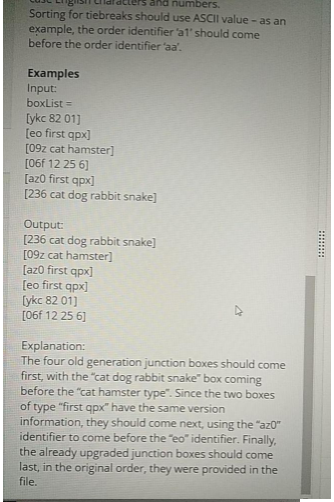 case English characters and numbers.
Sorting for tiebreaks should use ASCII value – as an
example, the order identifier 'a1' should come
before the order identifier 'aa'.
Examples
Input:
boxList =
[ykc 82 01]
[eo first qpx]
[09z cat hamster]
[06f 12 25 6]
[az0 first qpx]
[236 cat dog rabbit snake]
Output:
[236 cat dog rabbit snake]
[09z cat hamster]
[az0 first qpx]
[eo first qpx]
[ykc 82 01]
[06f 12 25 6]
Explanation:
The four old generation junction boxes should come
first, with the "cat dog rabbit snake" box coming
before the "cat hamster type". Since the two boxes
of type "first qpx" have the same version
information, they should come next, using the "az0"
identifier to come before the "eo" identifier. Finally,
the already upgraded junction boxes should come
last, in the original order, they were provided in the
file.